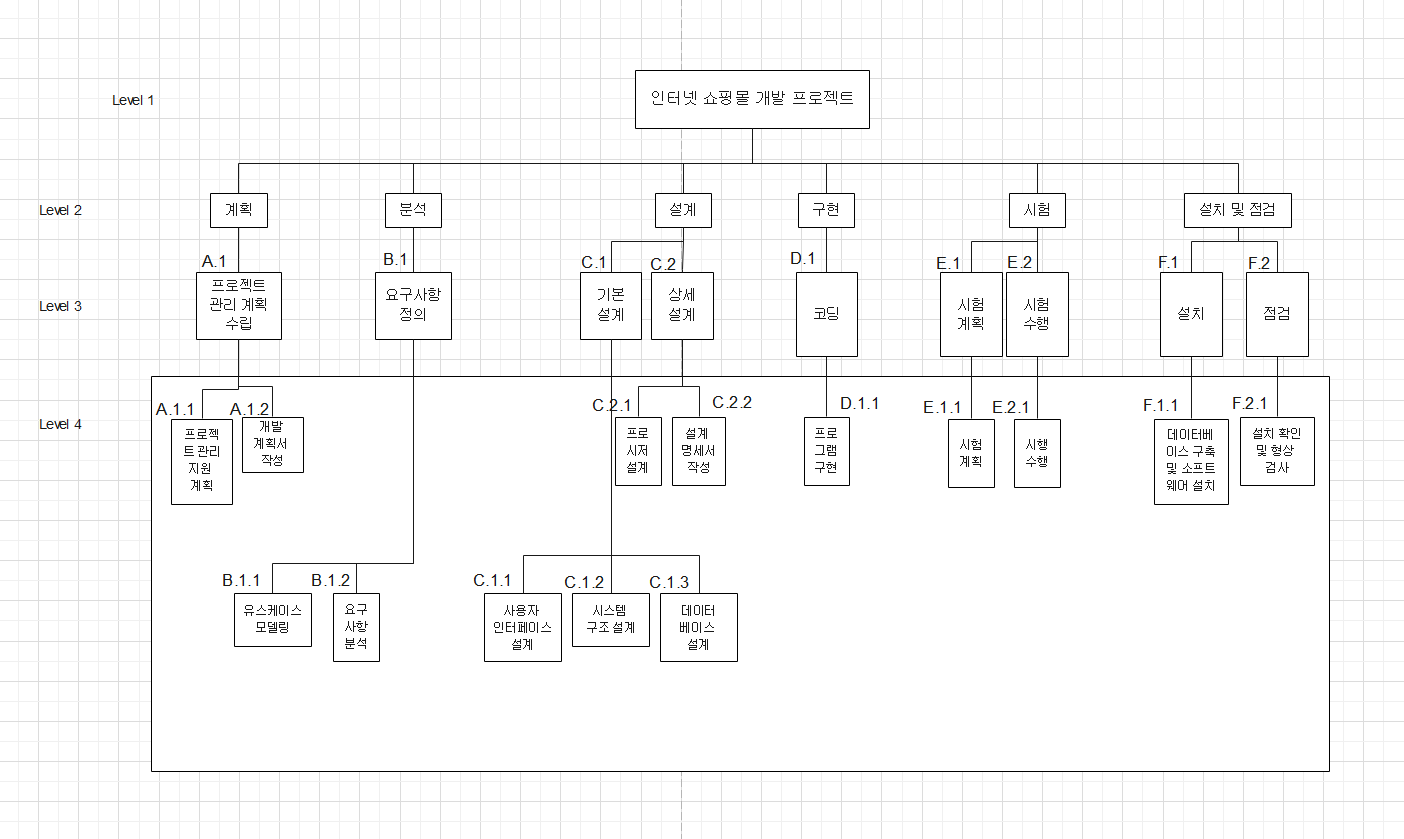 Level 1
인터넷 쇼핑몰 개발 프로젝트
Level 2
계획
분석
설계
구현
시험
설치 및 점검
Level 3
A.1
프로젝트
관리 계획
수립
B.1
요구사항
정의
C.1
기본
설계
C.2
상세
설계
D.1
코딩
E.1
시험
계획
E.2
시험
수행
F.1
설치
F.2
점검
Level 4
A.1.1
프로젝
트 관리
지원
계획
A.1.2
개발
계획서
작성
C.2.1
프로
시저
설계
C.2.2
설계
명세서
작성
D.1.1
프로
그램
구현
E.1.1
시험
계획
E.2.1
시행
수행
F.1.1
데이터베
이스 구축
및 소프트
웨어 설치
F.2.1
설치 확인
및 형상
검사
B.1.1
유스케이스
모델링
B.1.2
요구
사항
분석
C.1.1
사용자
인터페이스
설계
C.1.2
시스템
구조 설계
C.1.3
데이터
베이스
설계